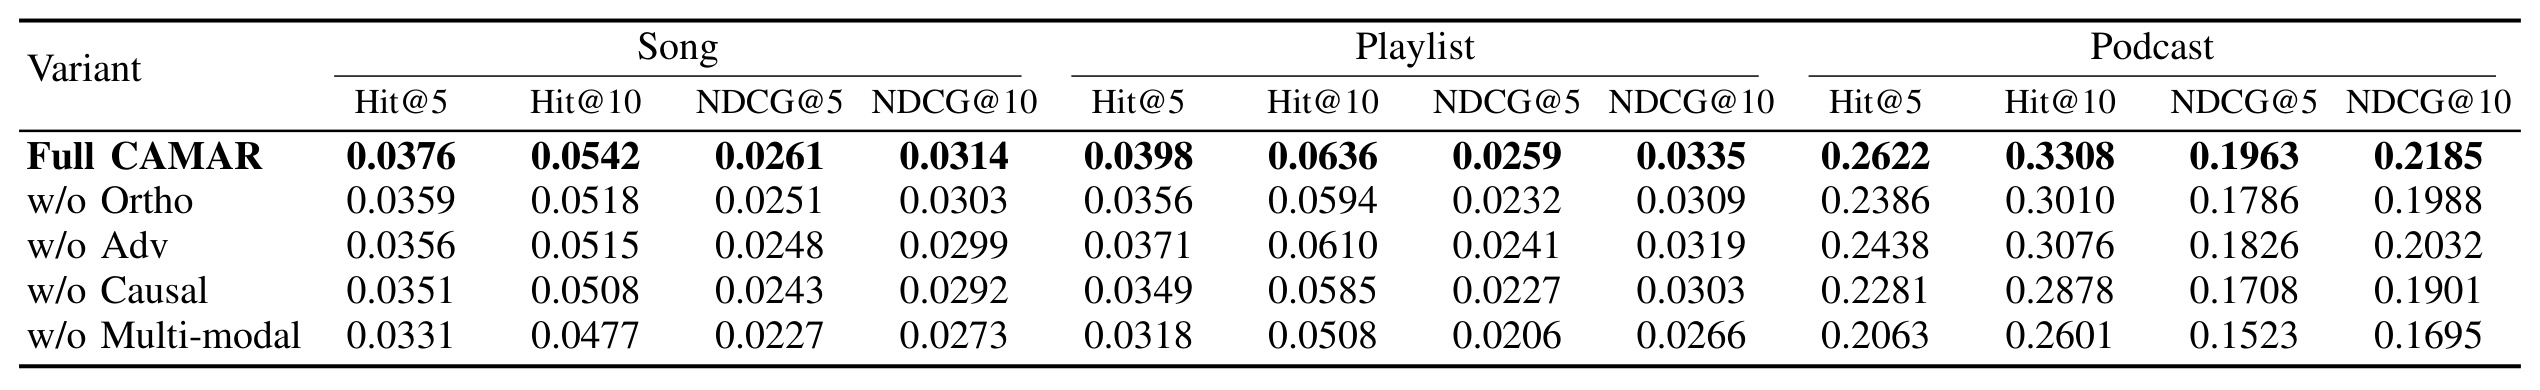 Variant Song Playlist Podcast
Hit@5 Hit@10 NDCG@5 NDCG@10 Hit@5 Hit@10 NDCG@5 NDCG@10 Hit@5 Hit@10 NDCG@5 NDCG@10
Full CAMAR 0.0376 0.0542 0.0261 0.0314 0.0398 0.0636 0.0259 0.0335 0.2622 0.3308 0.1963 0.2185
w/o Ortho 0.0359 0.0518 0.0251 0.0303 0.0356 0.0594 0.0232 0.0309 0.2386 0.3010 0.1786 0.1988
w/o Adv 0.0356 0.0515 0.0248 0.0299 0.0371 0.0610 0.0241 0.0319 0.2438 0.3076 0.1826 0.2032
w/o Causal 0.0351 0.0508 0.0243 0.0292 0.0349 0.0585 0.0227 0.0303 0.2281 0.2878 0.1708 0.1901
w/o Multi-modal 0.0331 0.0477 0.0227 0.0273 0.0318 0.0508 0.0206 0.0266 0.2063 0.2601 0.1523 0.1695